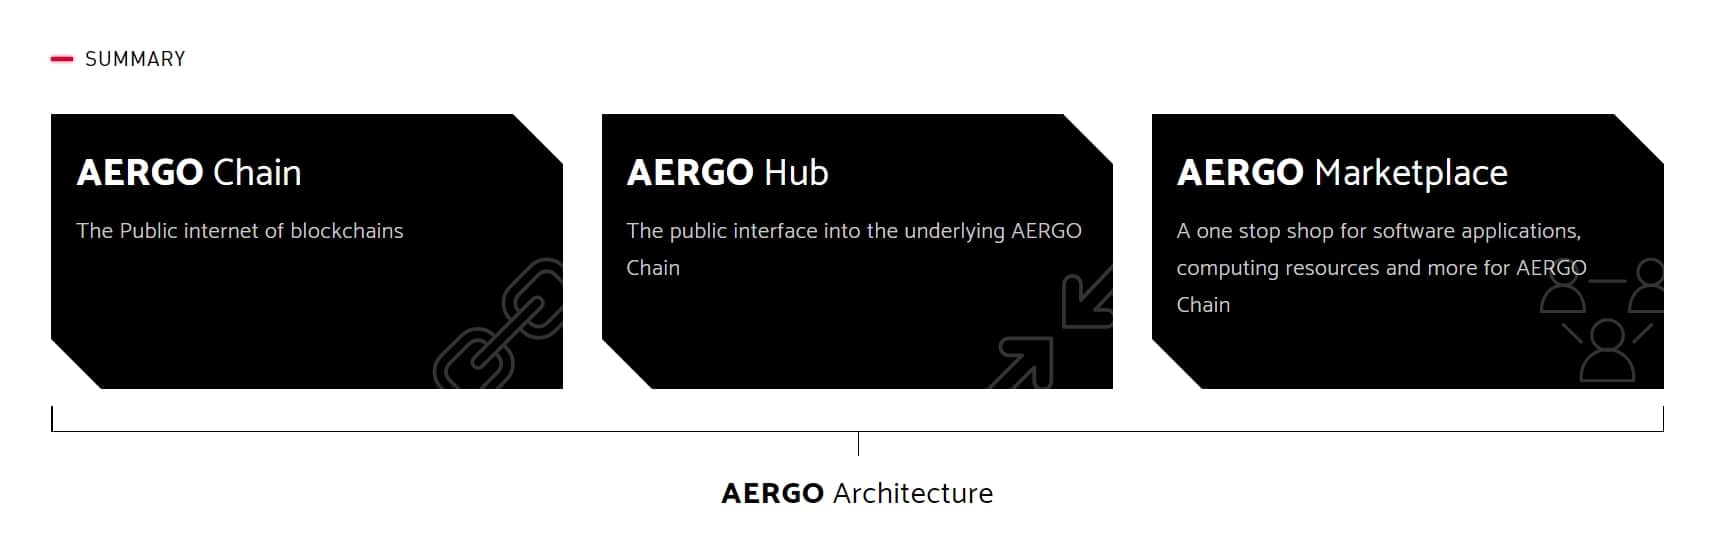 SUMMARY
AERGO Chain
The Public internet of blockchains
AERGO Hub
The public interface into the underlying AERGO
Chain
AERGO Marketplace
A one stop shop for software applications,
computing resources and more for AERGO
Chain
AERGO Architecture